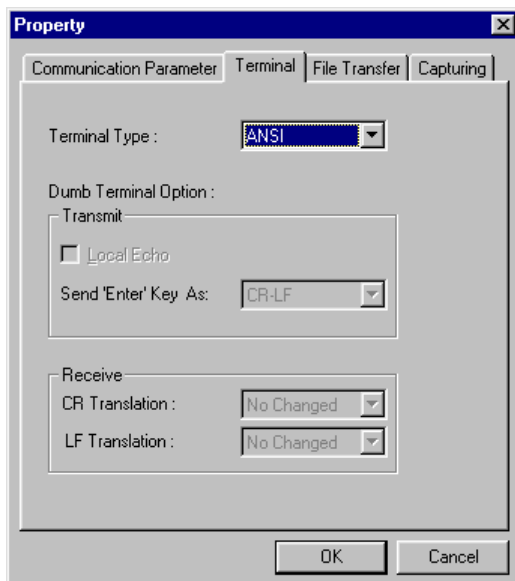 Property
Communication Parameter Terminal File Transfer Capturing
Terminal Type : ANSI
Dumb Terminal Option :
Transmit
Local Echo
Send 'Enter' Key As: CR-LF
Receive
CR Translation : No Changed
LF Translation : No Changed
OK Cancel